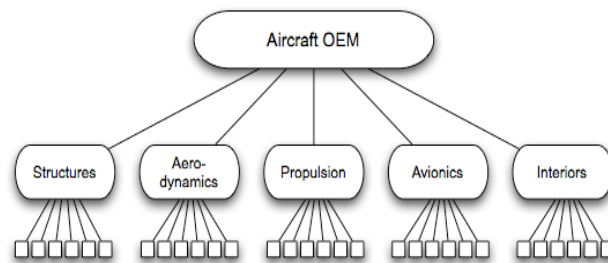 Aircraft OEM
Structures
Aero-
dynamics
Propulsion
Avionics
Interiors